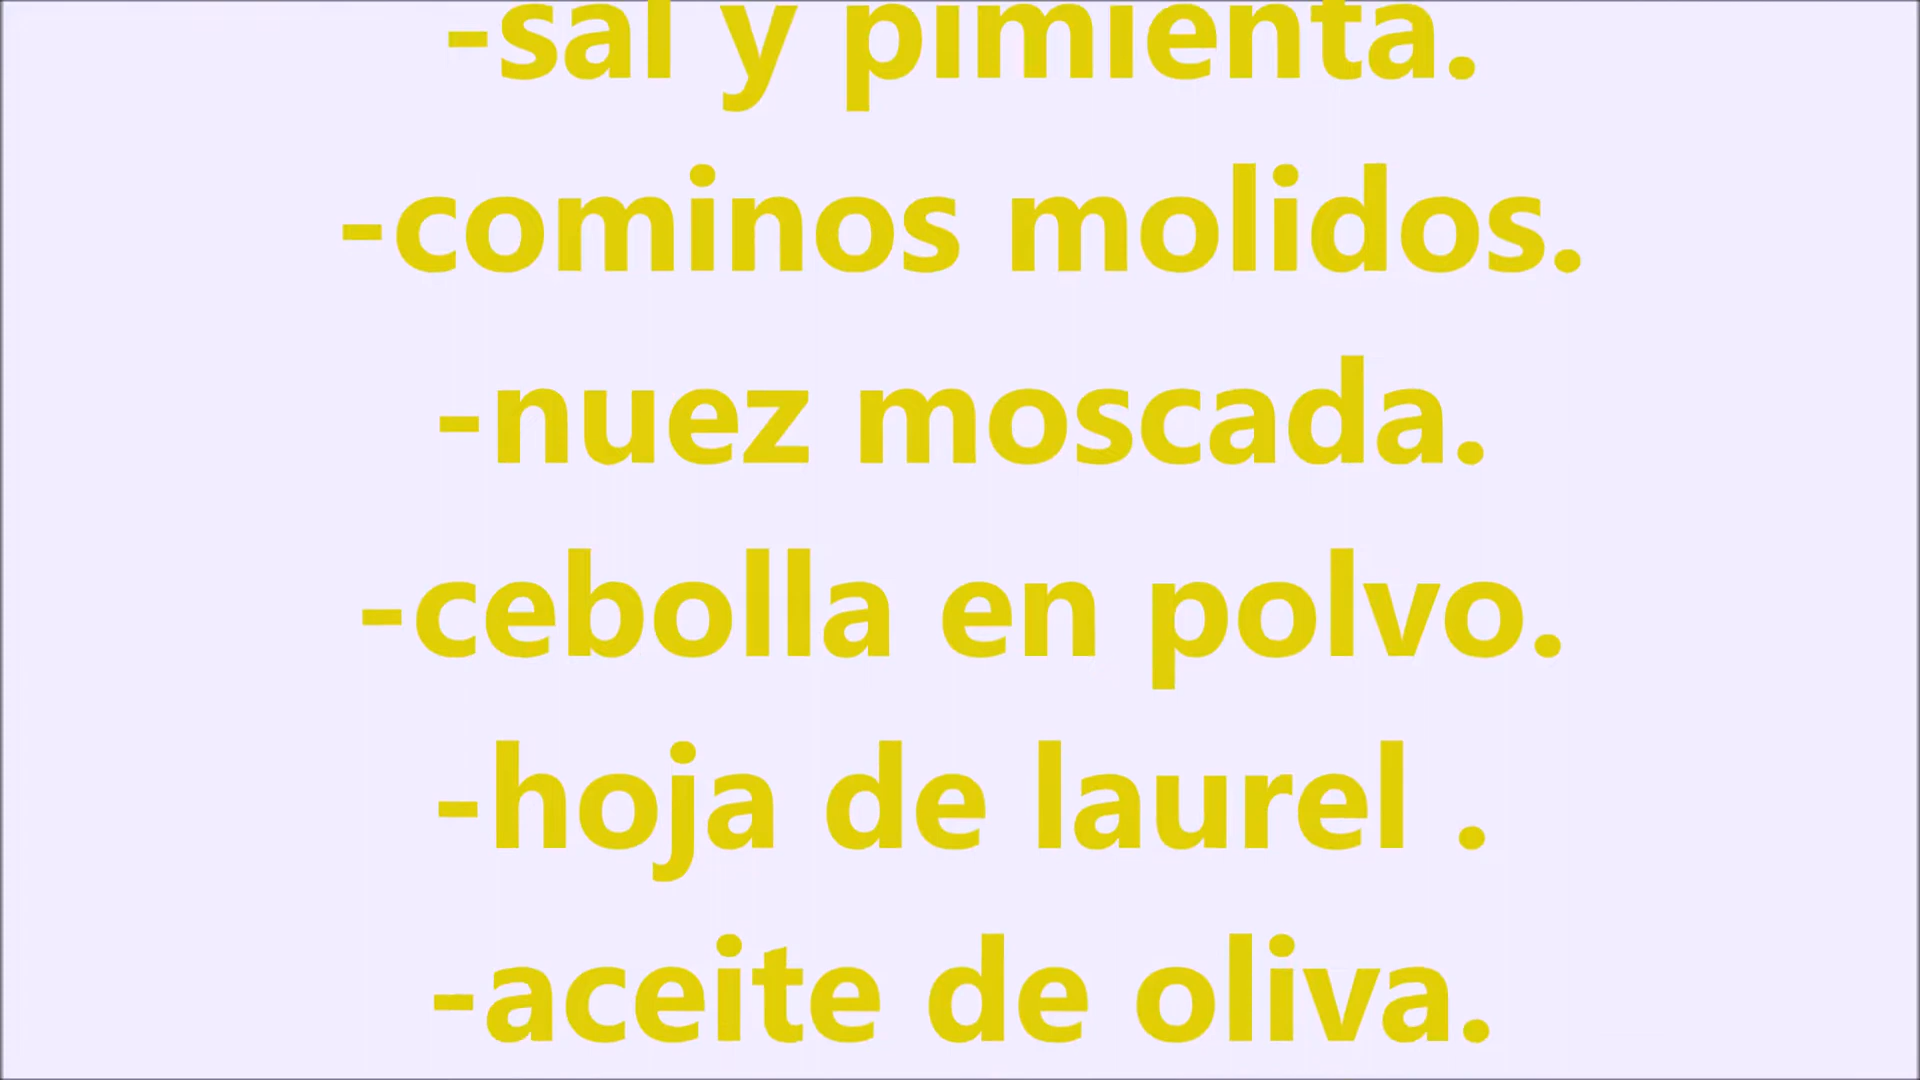 -sal y pimienta.
-cominos molidos.
-nuez moscada.
-cebolla en polvo.
-hoja de laurel .
-aceite de oliva.